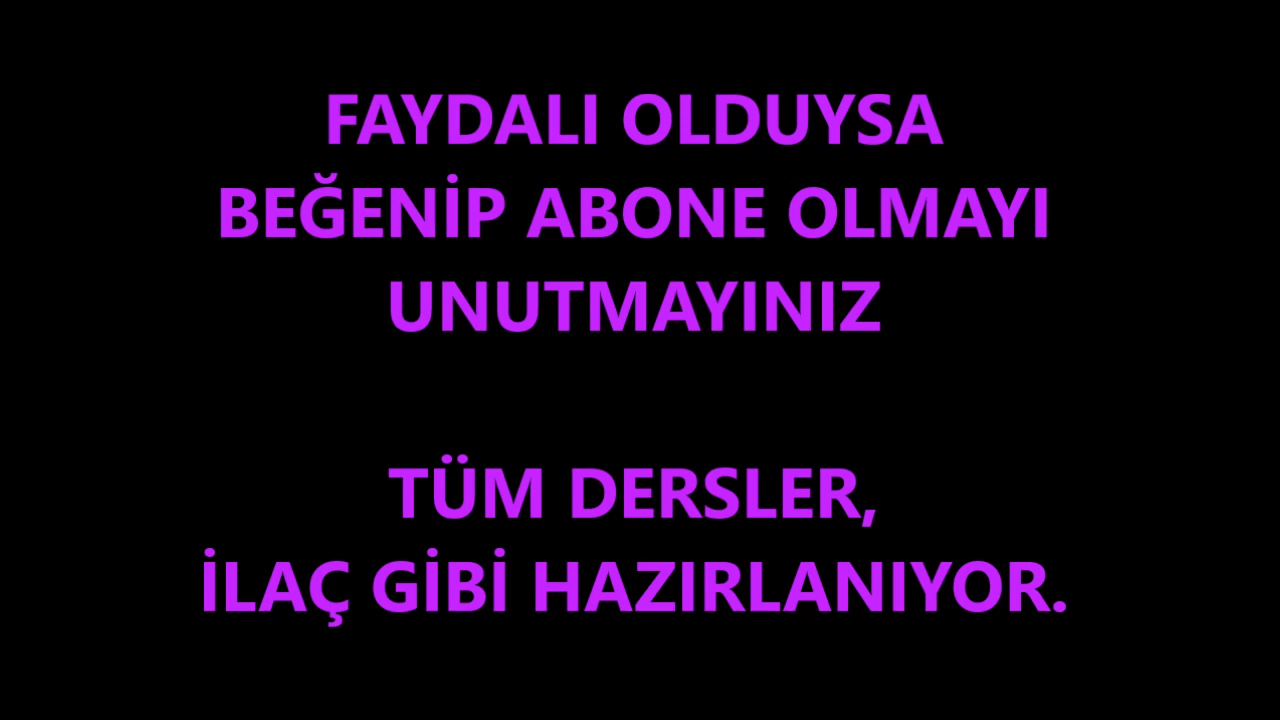 FAYDALI OLDUYSA
BEĞENİP ABONE OLMAYI
UNUTMAYINIZ
TÜM DERSLER,
İLAÇ GİBİ HAZIRLANIYOR.